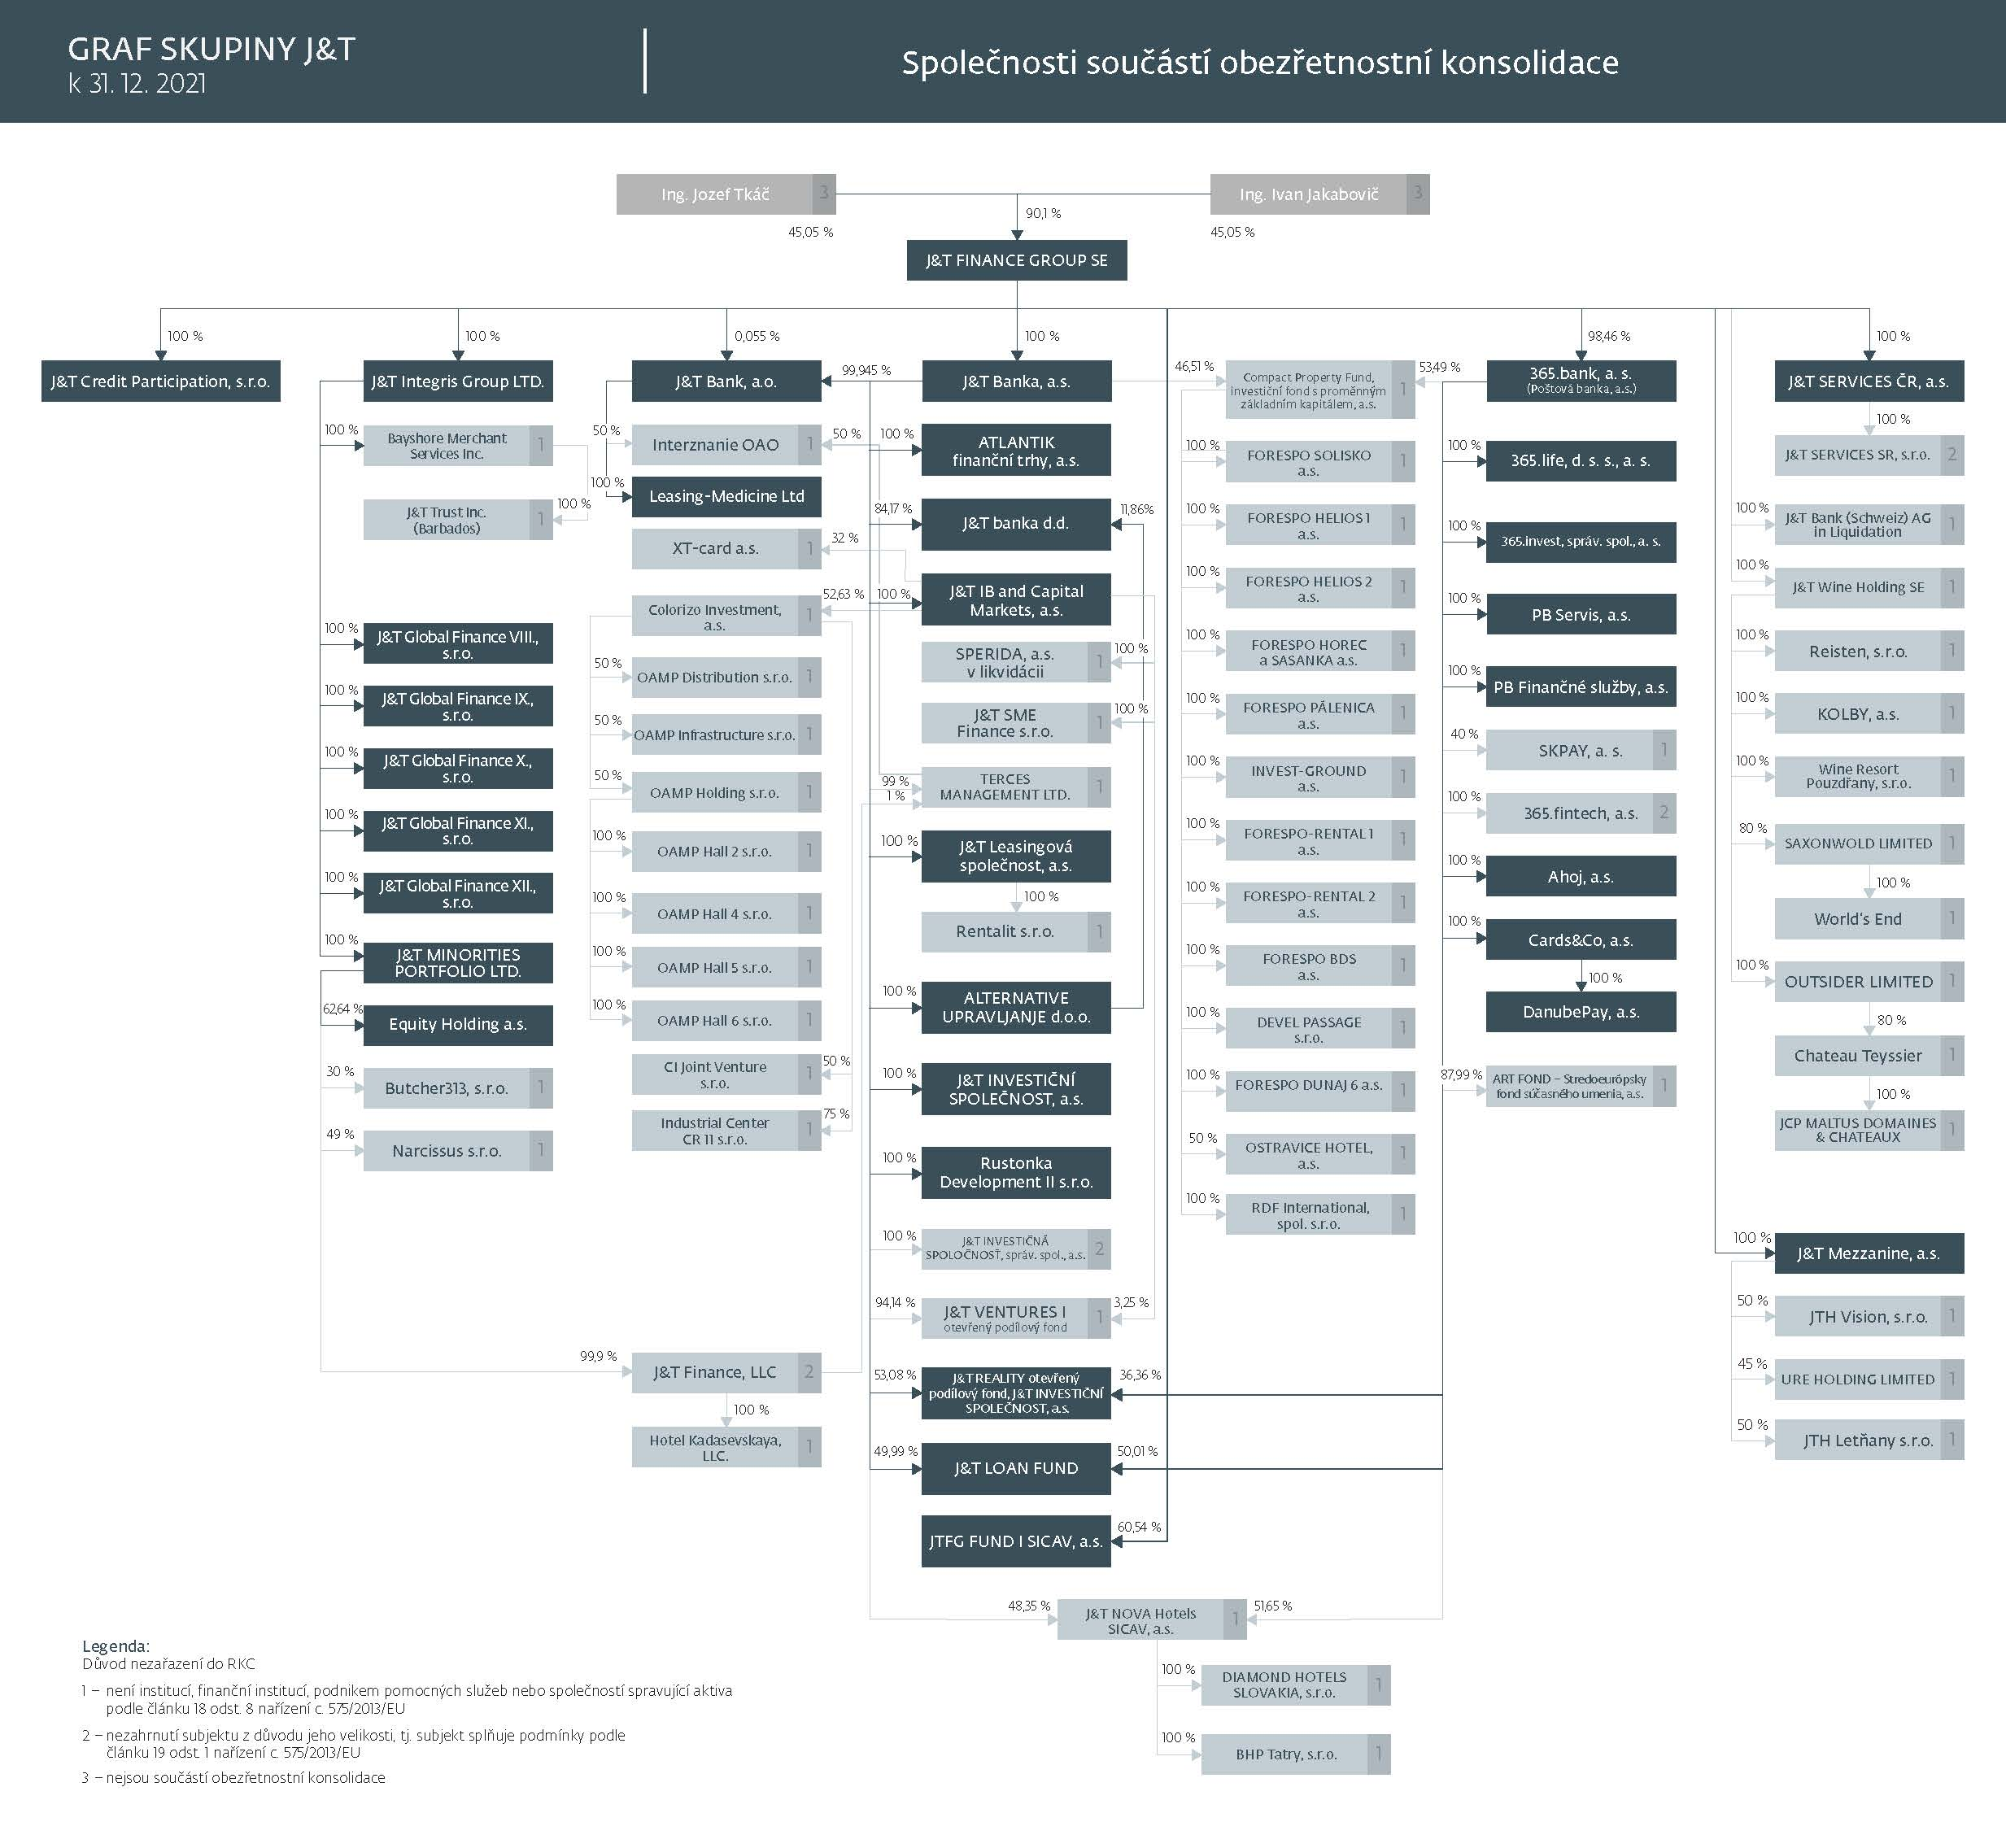 GRAF SKUPINY J&T
k 31. 12. 2021
Společnosti součástí obezřetnostní konsolidace
Ing. Jozef Tkáč 3
Ing. Ivan Jakabovič 3
90,1 %
45,05 %
45,05 %
J&T FINANCE GROUP SE
100 %
100 %
0,055 %
100 %
98,46 %
100 %
J&T Credit Participation, s.r.o.
J&T Integris Group LTD.
100 %
Bayshore Merchant
Services Inc.
1
100 %
J&T Trust Inc.
(Barbados)
1
100 %
J&T Global Finance VIII.,
s.r.o.
100 %
J&T Global Finance IX.,
s.r.o.
100 %
J&T Global Finance X.,
s.r.o.
100 %
J&T Global Finance XI.,
s.r.o.
100 %
J&T Global Finance XII.,
s.r.o.
100 %
J&T MINORITIES
PORTFOLIO LTD.
62,64 %
Equity Holding a.s.
30 %
Butcher313, s.r.o. 1
49 %
Narcissus s.r.o. 1
J&T Bank, a.o.
99,945 %
50 %
Interznanie OAO 1
50 %
100 %
Leasing-Medicine Ltd
XT-card a.s. 1
32 %
Colorizo Investment,
a.s.
1
52,63 %
50 %
OAMP Distribution s.r.o. 1
50 %
OAMP Infrastructure s.r.o. 1
50 %
OAMP Holding s.r.o. 1
100 %
OAMP Hall 2 s.r.o. 1
100 %
OAMP Hall 4 s.r.o. 1
100 %
OAMP Hall 5 s.r.o. 1
100 %
OAMP Hall 6 s.r.o. 1
CI Joint Venture
s.r.o.
1
50 %
Industrial Center
CR 11 s.r.o.
1
75 %
99,9 %
J&T Finance, LLC 2
100 %
Hotel Kadasevskaya,
LLC.
1
J&T Banka, a.s.
100 %
ATLANTIK
finanční trhy, a.s.
84,17 %
J&T banka d.d.
11,86%
100 %
J&T IB and Capital
Markets, a.s.
SPERIDA, a.s.
v likvidácii
1
100 %
J&T SME
Finance s.r.o.
1
100 %
99 %
1 %
TERCES
MANAGEMENT LTD.
1
100 %
J&T Leasingová
společnost, a.s.
100 %
Rentalit s.r.o. 1
100 %
ALTERNATIVE
UPRAVLJANJE d.o.o.
100 %
J&T INVESTIČNÍ
SPOLEČNOST, a.s.
100 %
Rustonka
Development II s.r.o.
100 %
J&T INVESTIČNÁ
SPOLOČNOSŤ, správ. spol., a.s.
2
94,14 %
J&T VENTURES I
otevřený podílový fond
1
3,25 %
53,08 %
J&T REALITY otevřený
podílový fond, J&T INVESTIČNÍ
SPOLEČNOST, a.s.
36,36 %
49,99 %
J&T LOAN FUND
50,01 %
JTFG FUND I SICAV, a.s.
60,54 %
48,35 %
J&T NOVA Hotels
SICAV, a.s.
1
51,65 %
100 %
DIAMOND HOTELS
SLOVAKIA, s.r.o.
1
100 %
BHP Tatry, s.r.o. 1
46,51 %
Compact Property Fund,
investiční fond s proměnným
základním kapitálem, a.s.
1
53,49 %
100 %
FORESPO SOLISKO
a.s.
1
100 %
FORESPO HELIOS 1
a.s.
1
100 %
FORESPO HELIOS 2
a.s.
1
100 %
FORESPO HOREC
a SASANKA a.s.
1
100 %
FORESPO PÁLENICA
a.s.
1
100 %
INVEST-GROUND
a.s.
1
100 %
FORESPO-RENTAL 1
a.s.
1
100 %
FORESPO-RENTAL 2
a.s.
1
100 %
FORESPO BDS
a.s.
1
100 %
DEVEL PASSAGE
s.r.o.
1
100 %
FORESPO DUNAJ 6 a.s. 1
50 %
OSTRAVICE HOTEL,
a.s.
1
100 %
RDF International,
spol. s.r.o.
1
365.bank, a. s.
(Poštová banka, a.s.)
100 %
365.life, d. s. s., a. s.
100 %
365.invest, správ. spol., a. s.
100 %
PB Servis, a.s.
100 %
PB Finančné služby, a.s.
40 %
SKPAY, a. s. 1
100 %
365.fintech, a.s. 2
100 %
Ahoj, a.s.
100 %
Cards&Co, a.s.
100 %
DanubePay, a.s.
87,99 %
ART FOND – Stredoeurópsky
fond súčasného umenia, a.s.
1
J&T SERVICES ČR, a.s.
100 %
J&T SERVICES SR, s.r.o. 2
100 %
J&T Bank (Schweiz) AG
in Liquidation
1
100 %
J&T Wine Holding SE 1
100 %
Reisten, s.r.o. 1
100 %
KOLBY, a.s. 1
100 %
Wine Resort
Pouzdřany, s.r.o.
1
80 %
SAXONWOLD LIMITED 1
100 %
World's End 1
100 %
OUTSIDER LIMITED 1
80 %
Chateau Teyssier 1
100 %
JCP MALTUS DOMAINES
& CHATEAUX
1
100 %
J&T Mezzanine, a.s.
50 %
JTH Vision, s.r.o. 1
45 %
URE HOLDING LIMITED 1
50 %
JTH Letňany s.r.o. 1
Legenda:
Důvod nezařazení do RKC
1 – není institucí, finanční institucí, podnikem pomocných služeb nebo společností spravující aktiva
podle článku 18 odst. 8 nařízení c. 575/2013/EU
2 – nezahrnutí subjektu z důvodu jeho velikosti, tj. subjekt splňuje podmínky podle
článku 19 odst. 1 nařízení c. 575/2013/EU
3 – nejsou součástí obezřetnostní konsolidace